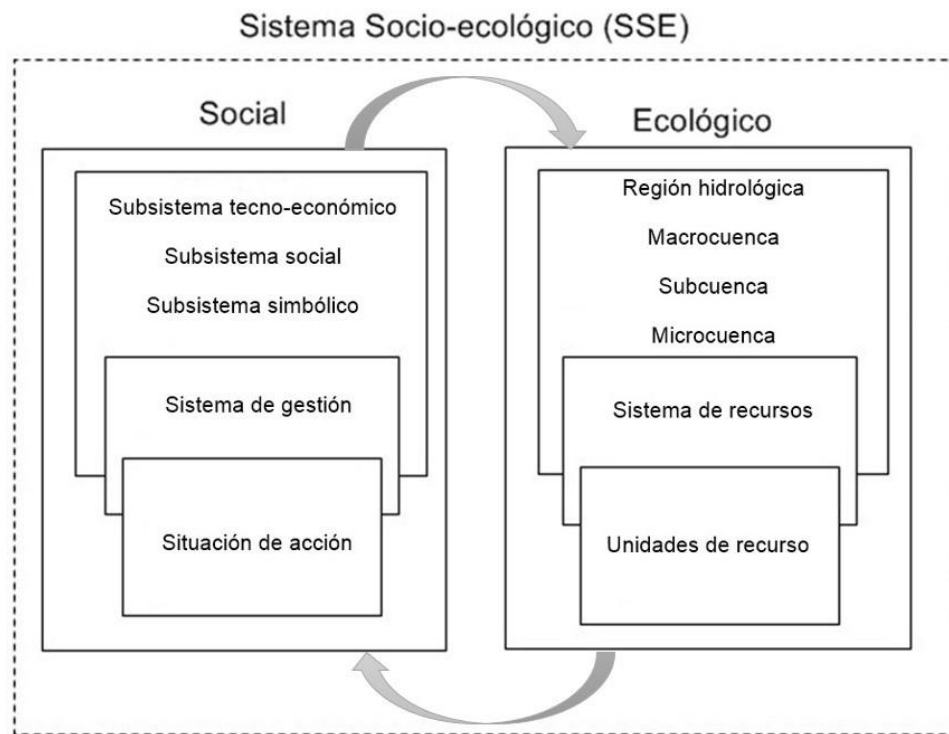 Sistema Socio-ecológico (SSE)
Social
Subsistema tecno-económico
Subsistema social
Subsistema simbólico
Sistema de gestión
Situación de acción
Ecológico
Región hidrológica
Macrocuenca
Subcuenca
Microcuenca
Sistema de recursos
Unidades de recurso